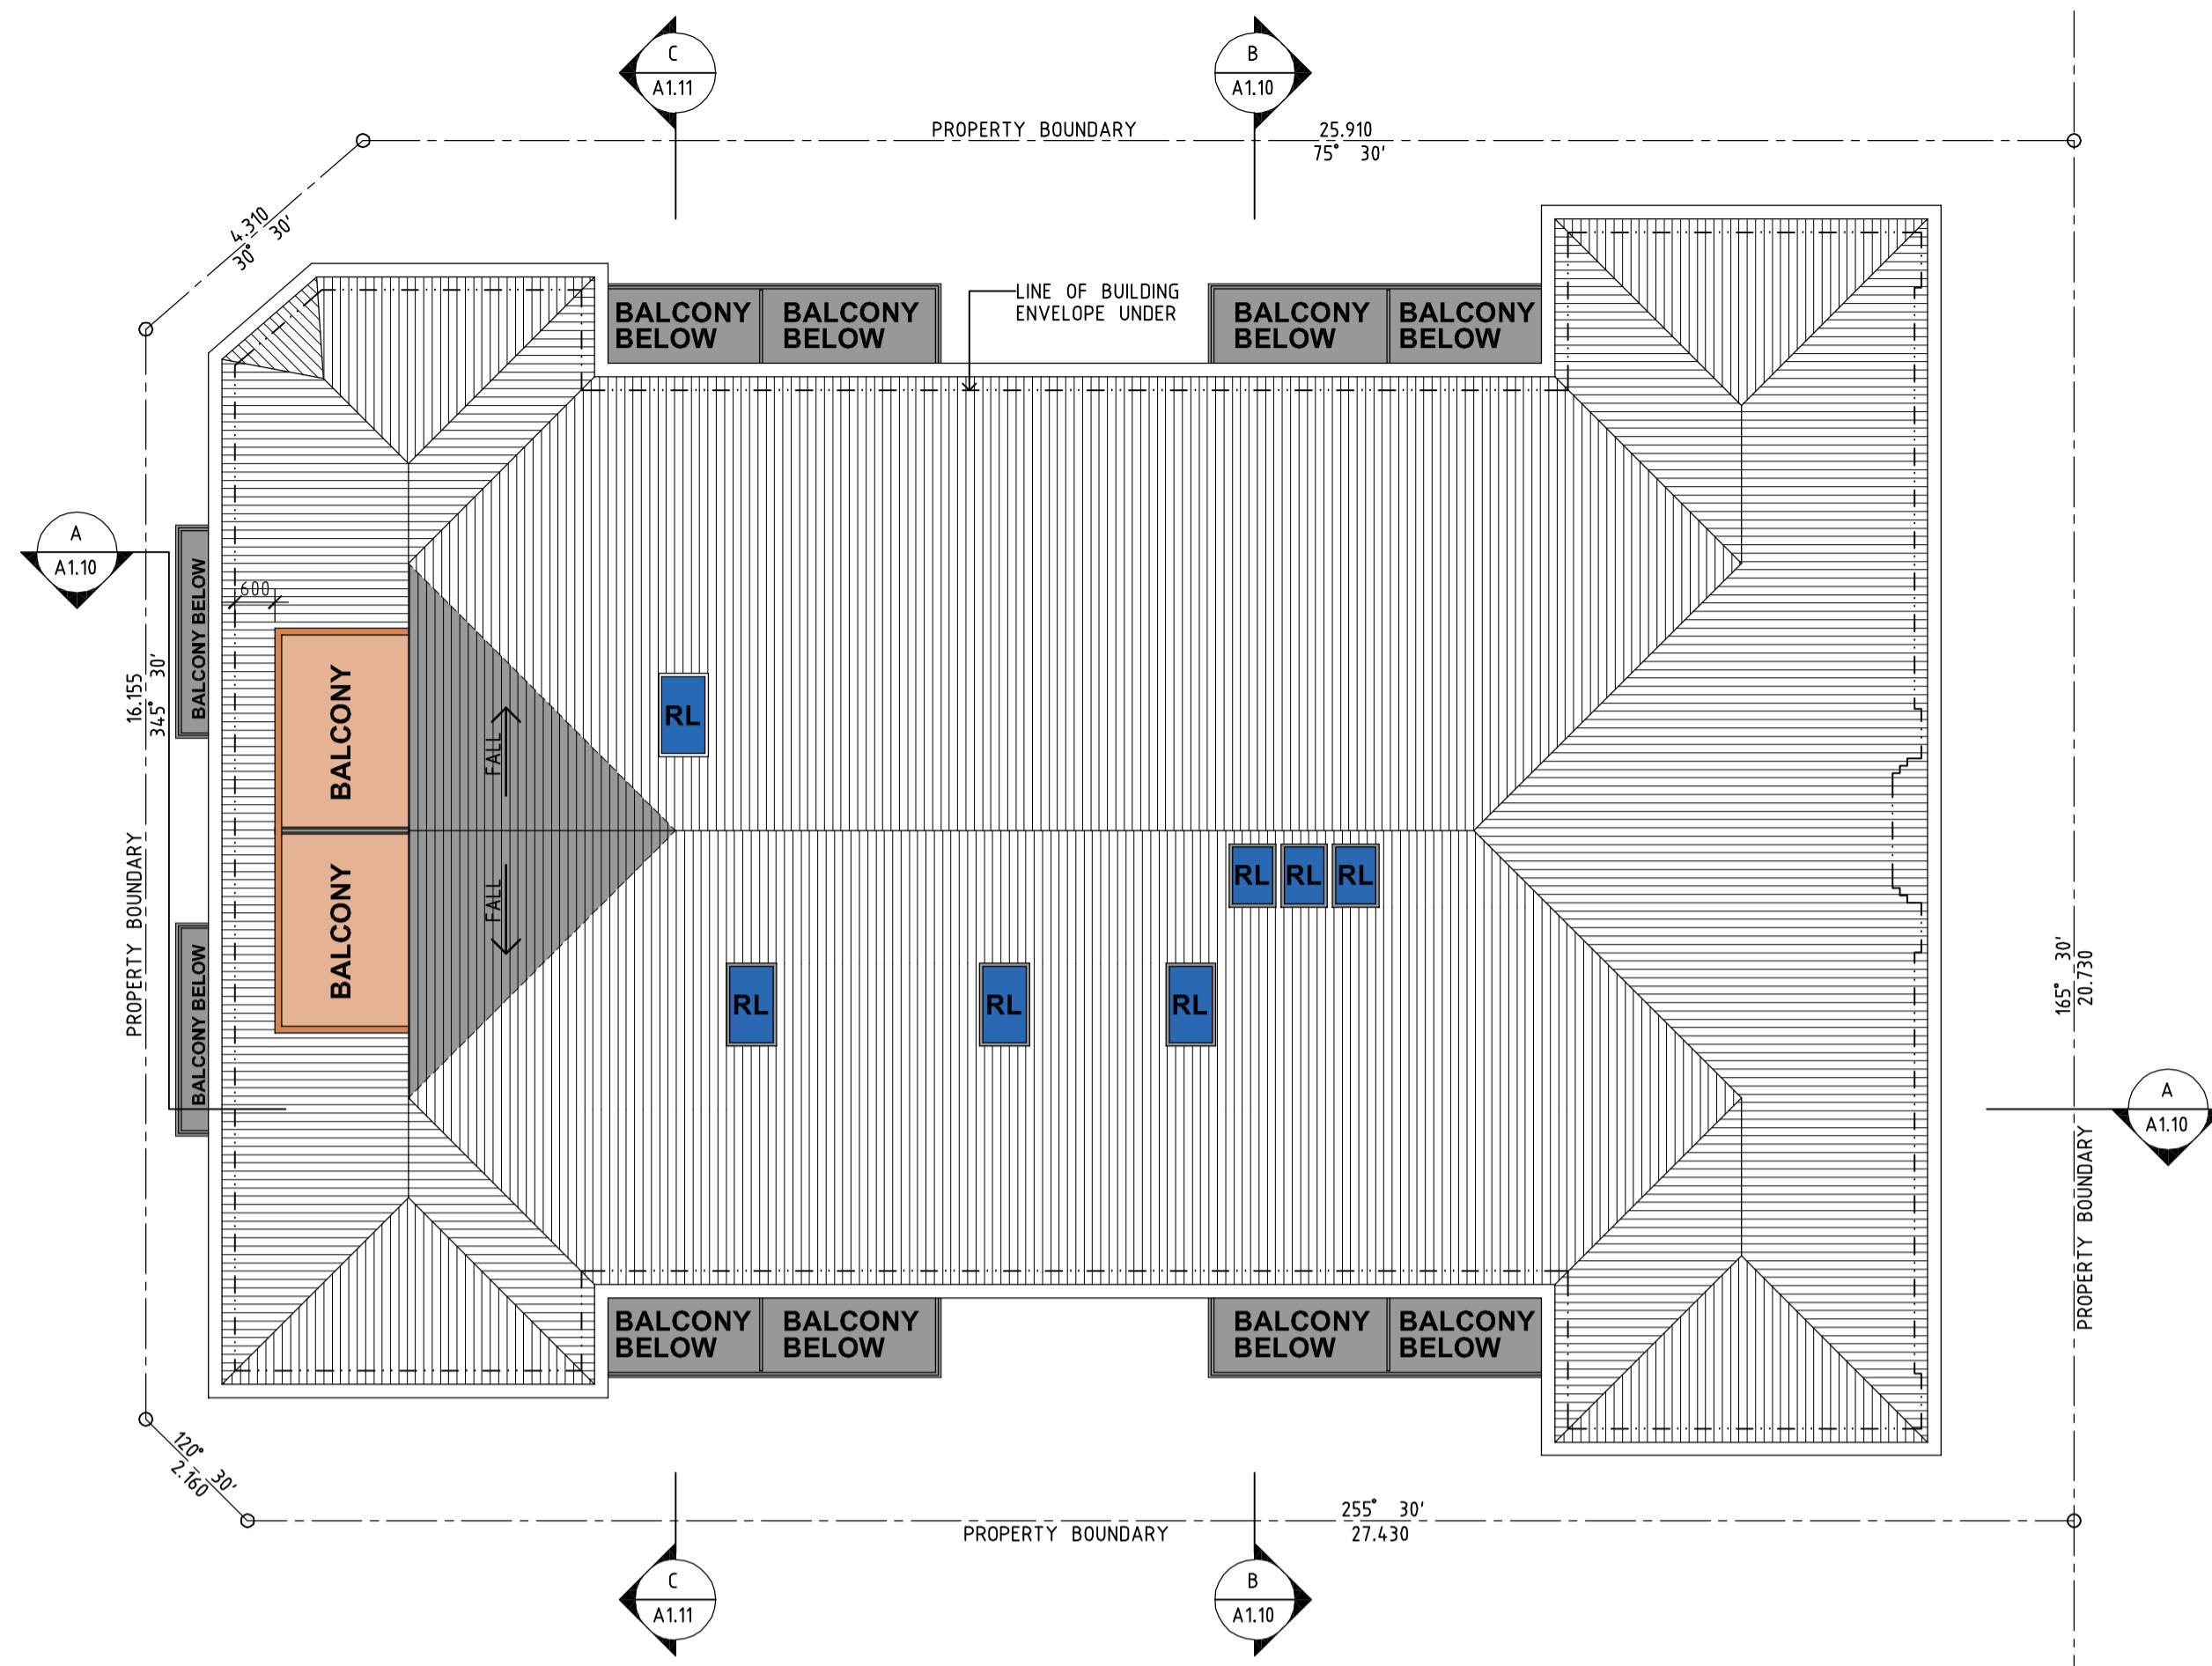 C
A1.11
B
A1.10
PROPERTY BOUNDARY
25.910
75° 30'
4.310
30° 30'
LINE OF BUILDING
ENVELOPE UNDER
BALCONY
BELOW
BALCONY
BELOW
BALCONY
BELOW
BALCONY
BELOW
A
A1.10
600
BALCONY BELOW
16.155
345° 30'
BALCONY
FALL
RL
PROPERTY BOUNDARY
BALCONY
FALL
RL
RL
RL
BALCONY BELOW
RL
RL
RL
165° 30'
20.730
A
A1.10
PROPERTY BOUNDARY
BALCONY
BELOW
BALCONY
BELOW
BALCONY
BELOW
BALCONY
BELOW
120° 30'
2.160
255° 30'
PROPERTY BOUNDARY
27.430
C
A1.11
B
A1.10